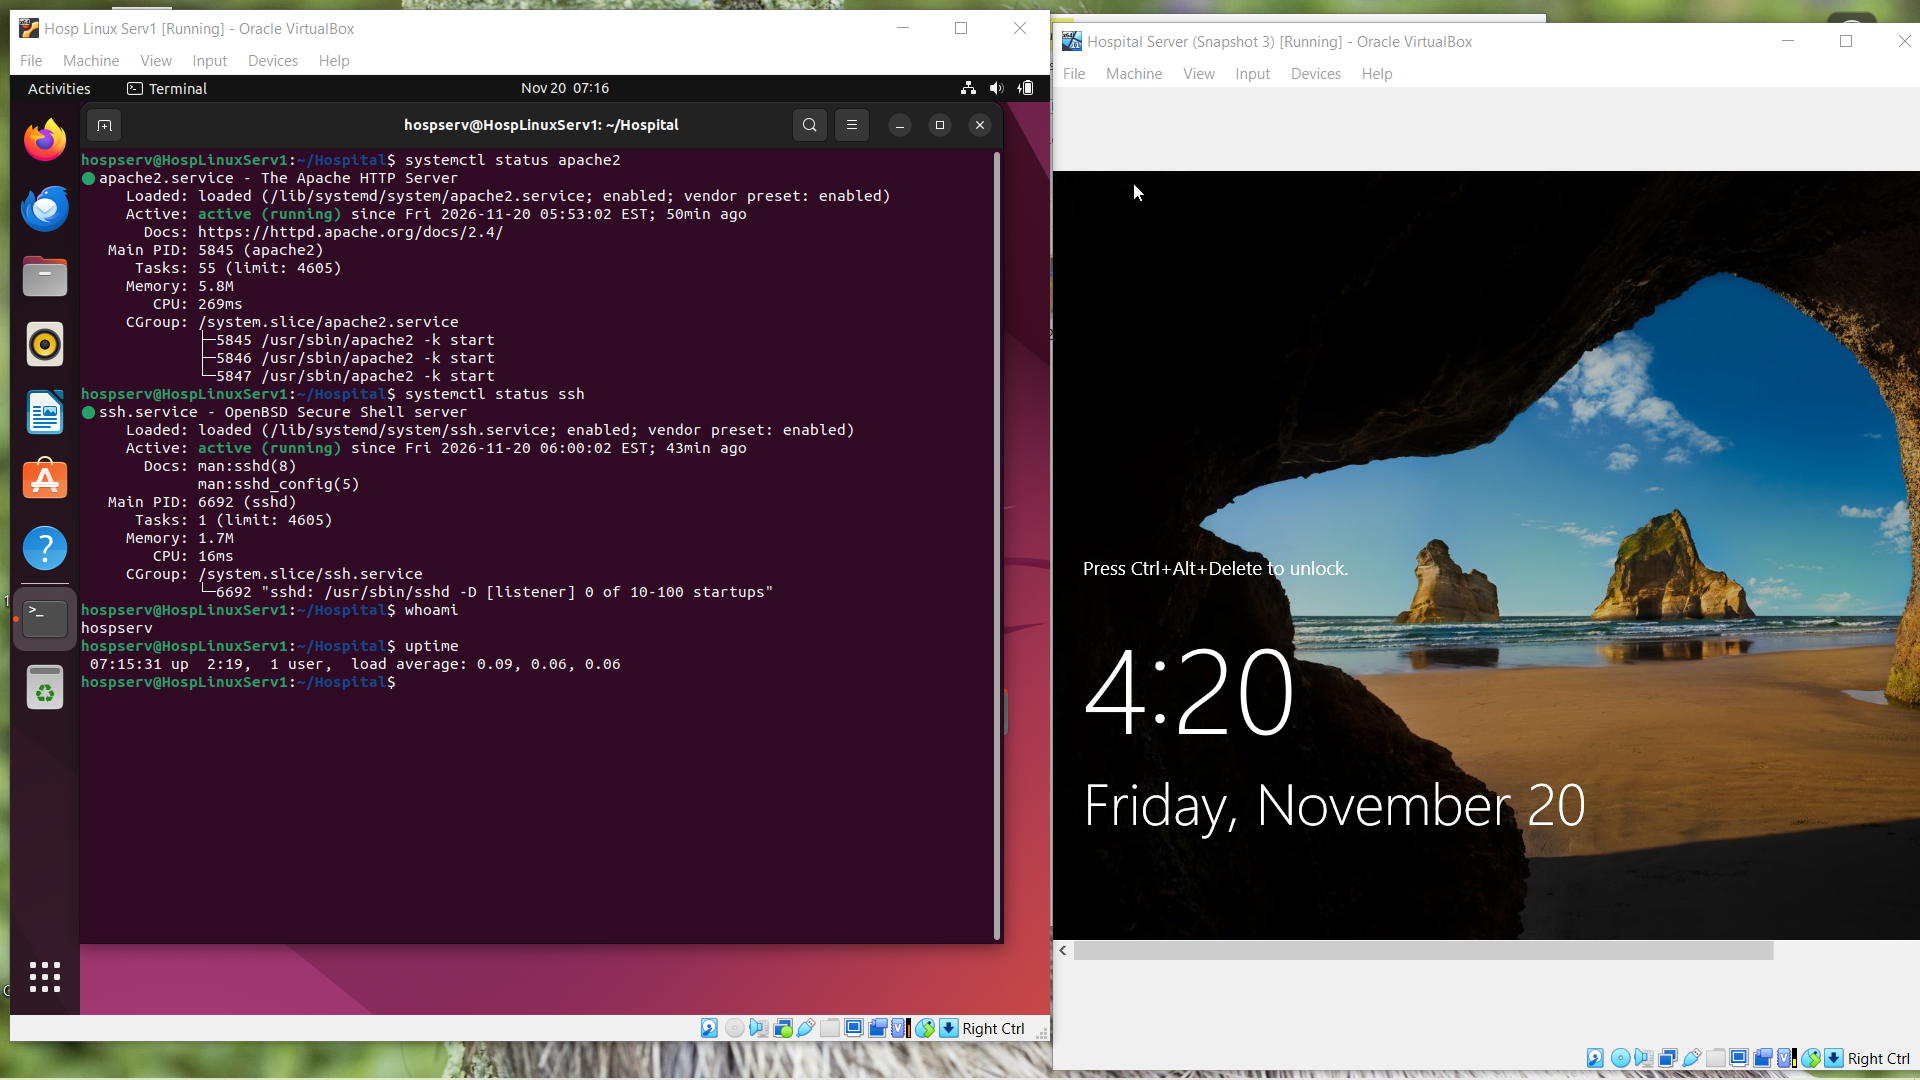 Hosp Linux Serv1 [Running] - Oracle VirtualBox
File Machine View Input Devices Help
Activities Terminal Nov 20 07:16
hospserv@HospLinuxServ1: ~/Hospital
hospserv@HospLinuxServ1:~/Hospital$ systemctl status apache2
● apache2.service - The Apache HTTP Server
Loaded: loaded (/lib/systemd/system/apache2.service; enabled; vendor preset: enabled)
Active: active (running) since Fri 2026-11-20 05:53:02 EST; 50min ago
Docs: https://httpd.apache.org/docs/2.4/
Main PID: 5845 (apache2)
Tasks: 55 (limit: 4605)
Memory: 5.8M
CPU: 269ms
CGroup: /system.slice/apache2.service
├─5845 /usr/sbin/apache2 -k start
├─5846 /usr/sbin/apache2 -k start
└─5847 /usr/sbin/apache2 -k start
hospserv@HospLinuxServ1:~/Hospital$ systemctl status ssh
● ssh.service - OpenBSD Secure Shell server
Loaded: loaded (/lib/systemd/system/ssh.service; enabled; vendor preset: enabled)
Active: active (running) since Fri 2026-11-20 06:00:02 EST; 43min ago
Docs: man:sshd(8)
man:sshd_config(5)
Main PID: 6692 (sshd)
Tasks: 1 (limit: 4605)
Memory: 1.7M
CPU: 16ms
CGroup: /system.slice/ssh.service
└─6692 "sshd: /usr/sbin/sshd -D [listener] 0 of 10-100 startups"
hospserv@HospLinuxServ1:~/Hospital$ whoami
hospserv
hospserv@HospLinuxServ1:~/Hospital$ uptime
07:15:31 up 2:19, 1 user, load average: 0.09, 0.06, 0.06
hospserv@HospLinuxServ1:~/Hospital$
Right Ctrl
Hospital Server (Snapshot 3) [Running] - Oracle VirtualBox
File Machine View Input Devices Help
Press Ctrl+Alt+Delete to unlock.
4:20
Friday, November 20
Right Ctrl